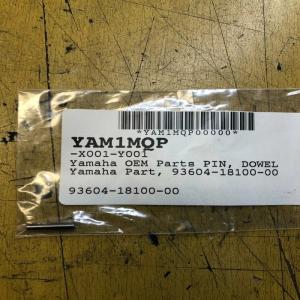 *YAM1MQP00000*
YAM1MQP
-X001-Y001
Yamaha OEM Parts PIN, DOWEL
Yamaha Part, 93604-18100-00
93604-18100-00